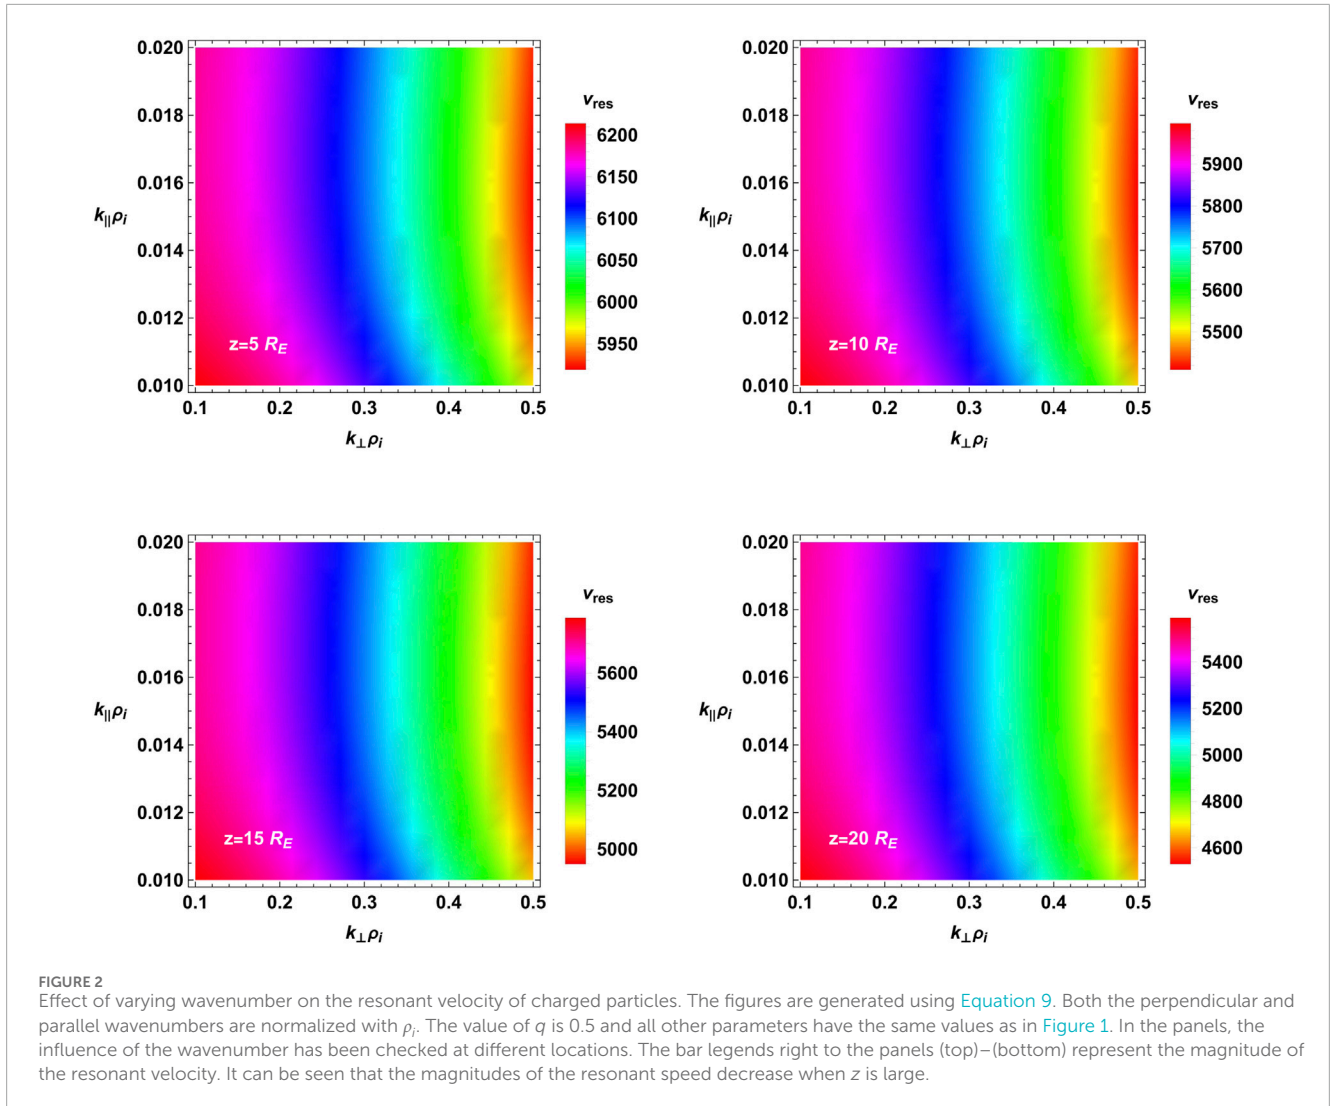 0.020
0.018
0.016
0.014
0.012
0.010
k||ρi
z=5 RE
0.1 0.2 0.3 0.4 0.5
k⊥ρi
vres
6200
6150
6100
6050
6000
5950
0.020
0.018
0.016
0.014
0.012
0.010
k||ρi
z=10 RE
0.1 0.2 0.3 0.4 0.5
k⊥ρi
vres
5900
5800
5700
5600
5500
0.020
0.018
0.016
0.014
0.012
0.010
k||ρi
z=15 RE
0.1 0.2 0.3 0.4 0.5
k⊥ρi
vres
5600
5400
5200
5000
0.020
0.018
0.016
0.014
0.012
0.010
k||ρi
z=20 RE
0.1 0.2 0.3 0.4 0.5
k⊥ρi
vres
5400
5200
5000
4800
4600
FIGURE 2
Effect of varying wavenumber on the resonant velocity of charged particles. The figures are generated using Equation 9. Both the perpendicular and
parallel wavenumbers are normalized with ρi. The value of q is 0.5 and all other parameters have the same values as in Figure 1. In the panels, the
influence of the wavenumber has been checked at different locations. The bar legends right to the panels (top)–(bottom) represent the magnitude of
the resonant velocity. It can be seen that the magnitudes of the resonant speed decrease when z is large.